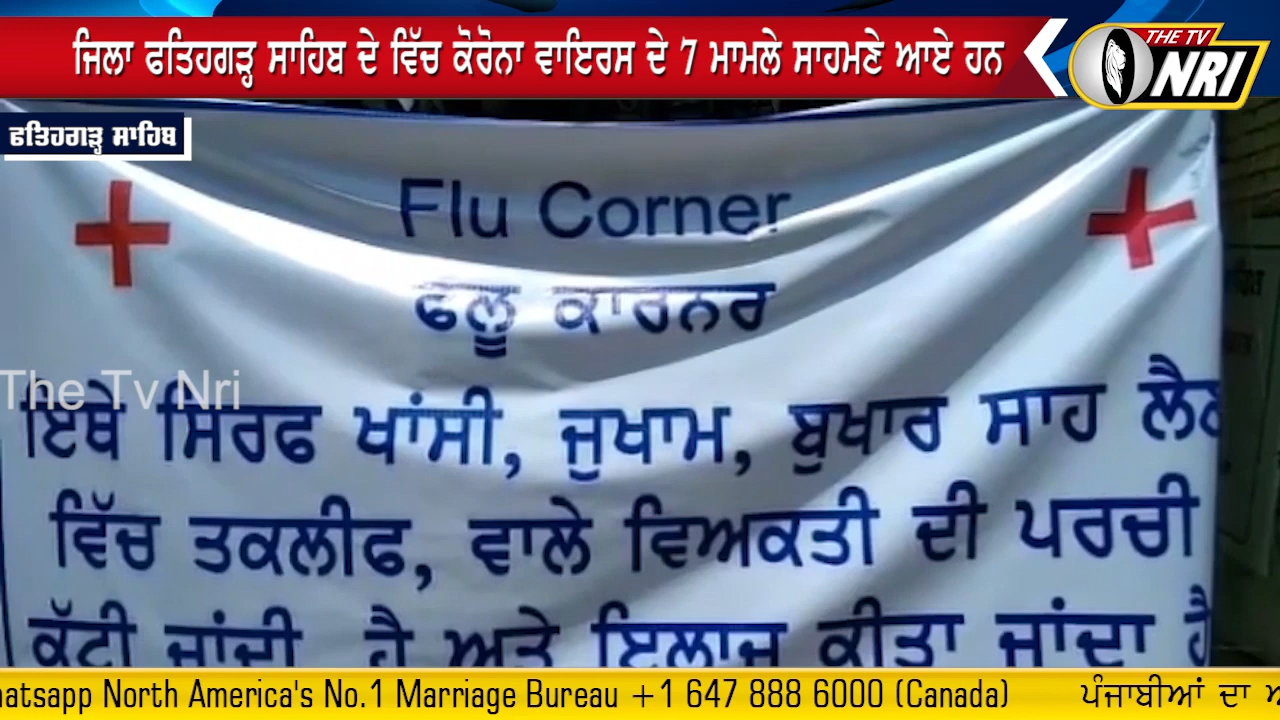 ਜਿਲਾ ਫਤਿਹਗੜ੍ਹ ਸਾਹਿਬ ਦੇ ਵਿੱਚ ਕੋਰੋਨਾ ਵਾਇਰਸ ਦੇ 7 ਮਾਮਲੇ ਸਾਹਮਣੇ ਆਏ ਹਨ
THE TV
NRI
ਫਤਿਹਗੜ੍ਹ ਸਾਹਿਬ
Flu Corner
ਫਲੂ ਕਾਰਨਰ
The Tv Nri
ਇਥੇ ਸਿਰਫ ਖਾਂਸੀ, ਜੁਖਾਮ, ਬੁਖਾਰ ਸਾਹ ਲੈਣ
ਵਿੱਚ ਤਕਲੀਫ, ਵਾਲੇ ਵਿਅਕਤੀ ਦੀ ਪਰਚੀ
ਕੱਟੀ ਜਾਂਦੀ ਹੈ ਅਤੇ ਇਲਾਜ ਕੀਤਾ ਜਾਂਦਾ ਹੈ
hatsapp North America's No.1 Marriage Bureau +1 647 888 6000 (Canada) ਪੰਜਾਬੀਆਂ ਦਾ